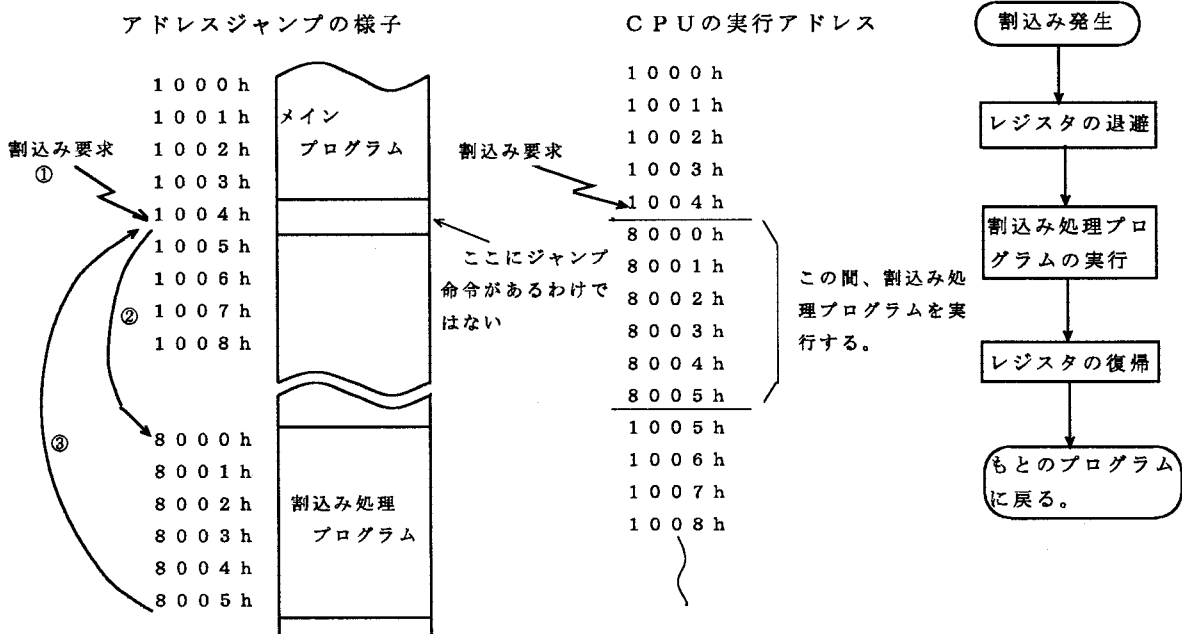 アドレスジャンプの様子
1000h
1001h
1002h
1003h
1004h
1005h
1006h
1007h
1008h
8000h
8001h
8002h
8003h
8004h
8005h
割込み要求
①
②
③
メイン
プログラム
ここにジャンプ
命令があるわけで
はない
割込み処理
プログラム
CPUの実行アドレス
1000h
1001h
1002h
1003h
割込み要求
1004h
8000h
8001h
8002h
8003h
8004h
8005h
1005h
1006h
1007h
1008h
この間、割込み処
理プログラムを実
行する。
割込み発生
レジスタの退避
割込み処理プロ
グラムの実行
レジスタの復帰
もとのプログラム
に戻る。